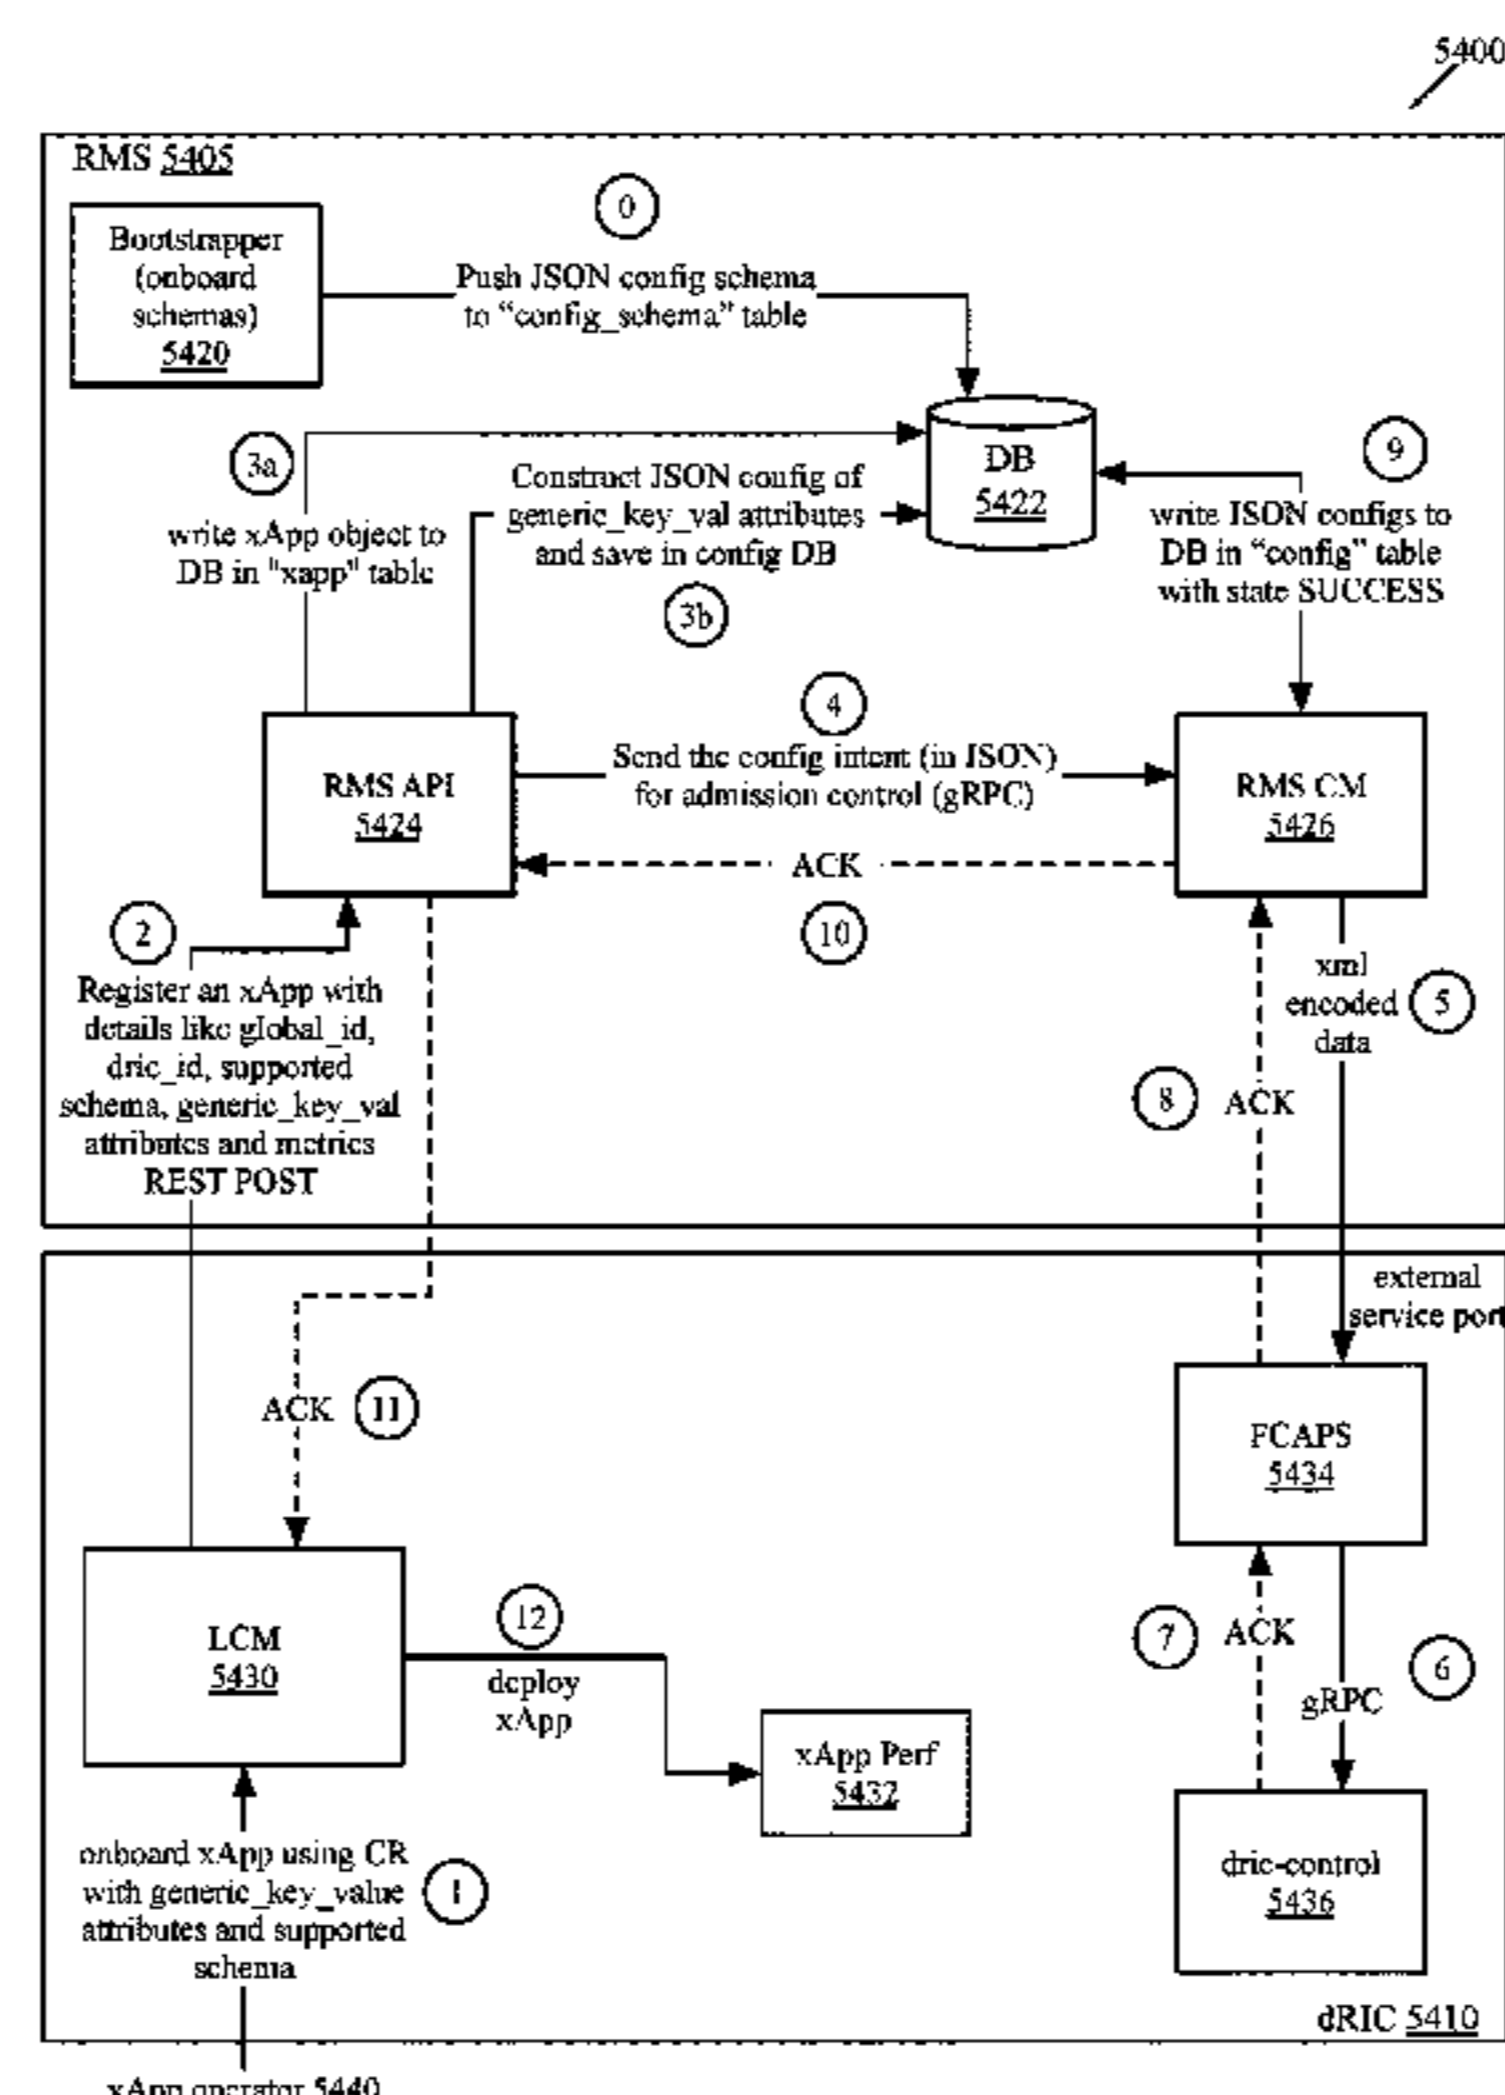 5400
RMS 5405
Bootstrapper
(onboard
schemas)
5420
0
Push JSON config schema
to “config_schema” table
3a
write xApp object to
DB in "xapp" table
Construct JSON config of
generic_key_val attributes
and save in config DB
3b
DB
5422
9
write JSON configs to
DB in “config” table
with state SUCCESS
RMS API
5424
4
Send the config intent (in JSON)
for admission control (gRPC)
RMS CM
5426
ACK
10
2
Register an xApp with
details like global_id,
dric_id, supported
schema, generic_key_val
attributes and metrics
REST POST
xml
encoded
data
5
8
ACK
external
service port
ACK
11
FCAPS
5434
LCM
5430
12
deploy
xApp
7
ACK
6
gRPC
xApp Perf
5432
onboard xApp using CR
with generic_key_value
attributes and supported
schema
1
dric-control
5436
dRIC 5410
xApp operator 5440